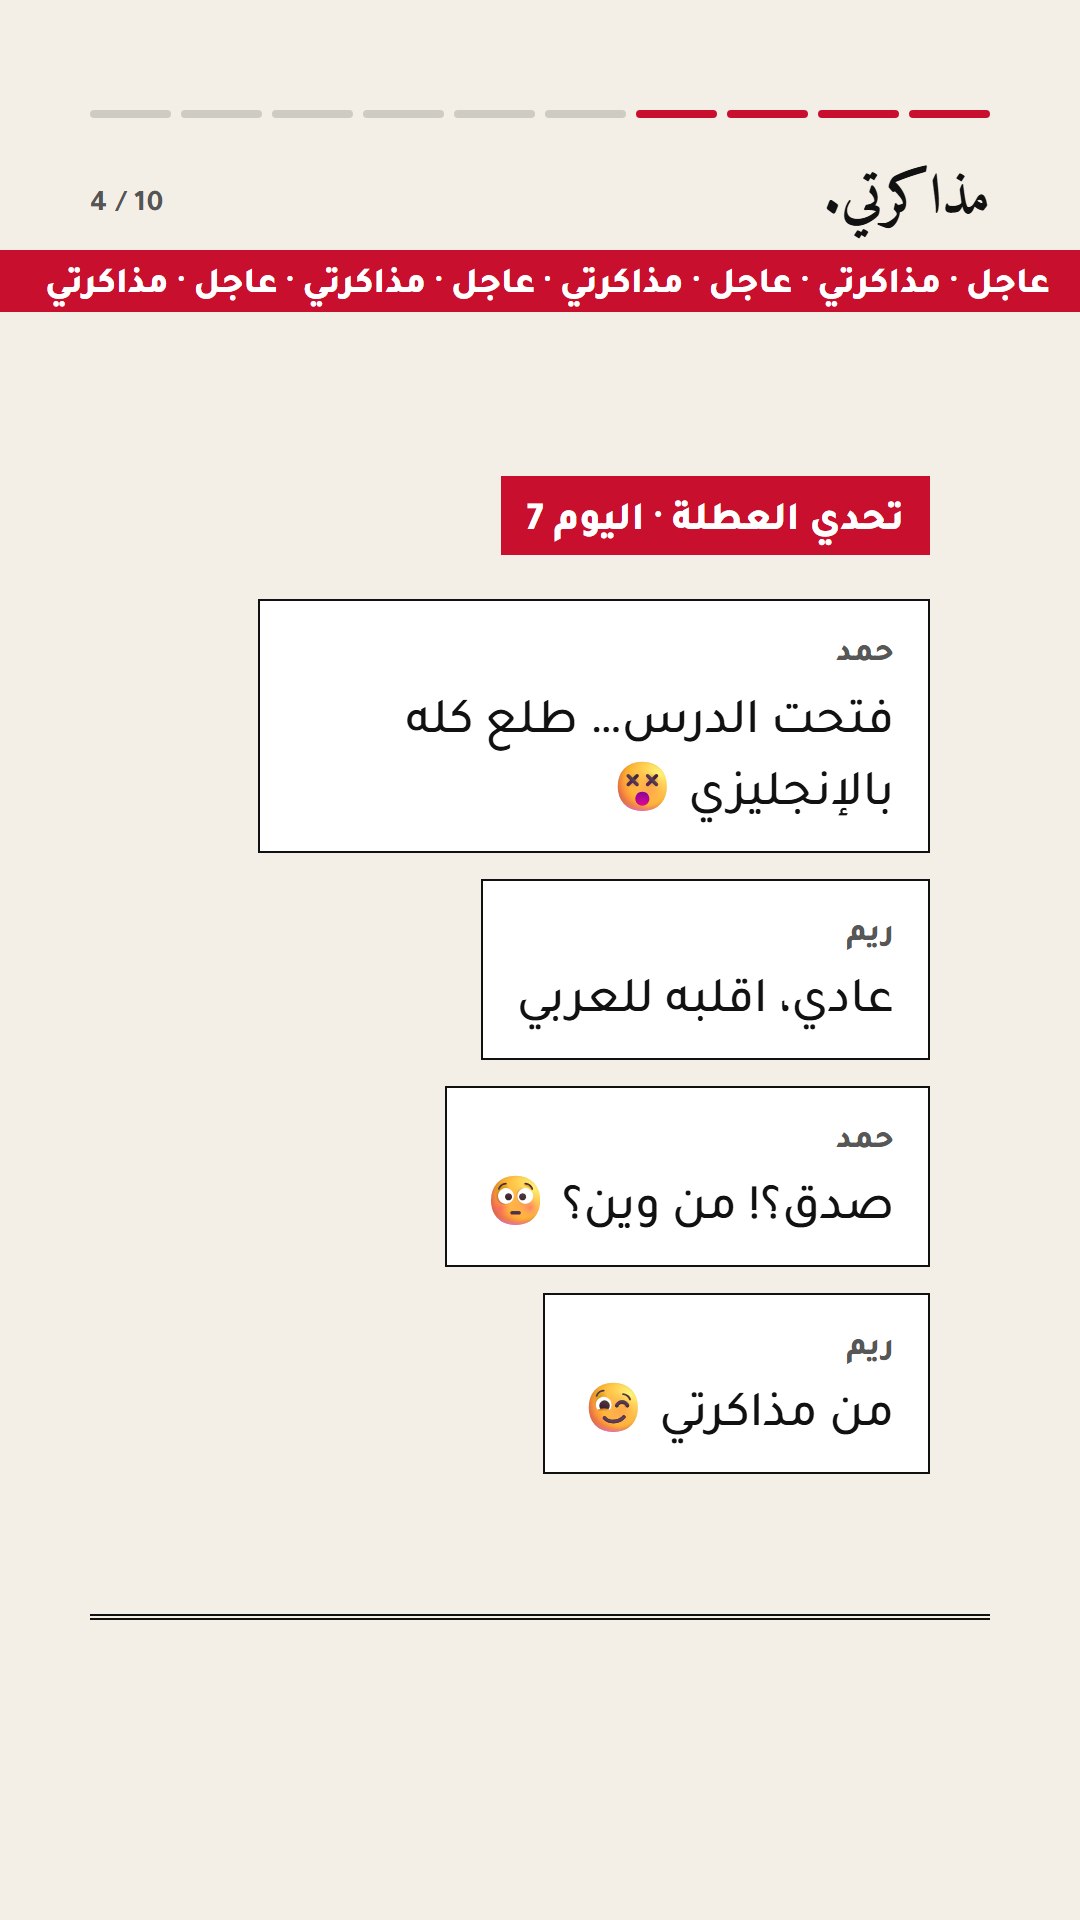 مذاكرتي.
4 / 10
عاجل · مذاكرتي · عاجل · مذاكرتي · عاجل · مذاكرتي · عاجل · مذاكرتي
تحدي العطلة · اليوم 7
حمد
فتحت الدرس... طلع كله
بالإنجليزي 😵
ريم
عادي، اقلبه للعربي
حمد
صدق؟! من وين؟ 😳
ريم
من مذاكرتي 😉